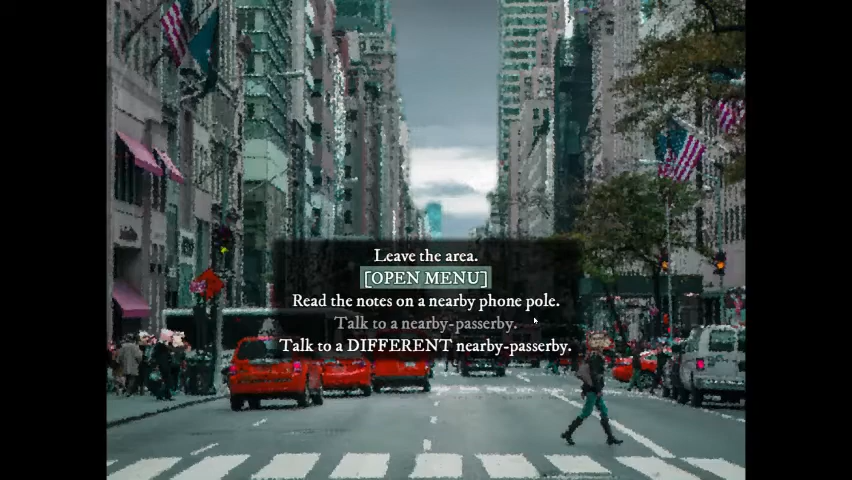 Leave the area.
[OPEN MENU]
Read the notes on a nearby phone pole.
Talk to a nearby-passerby.
Talk to a DIFFERENT nearby-passerby.